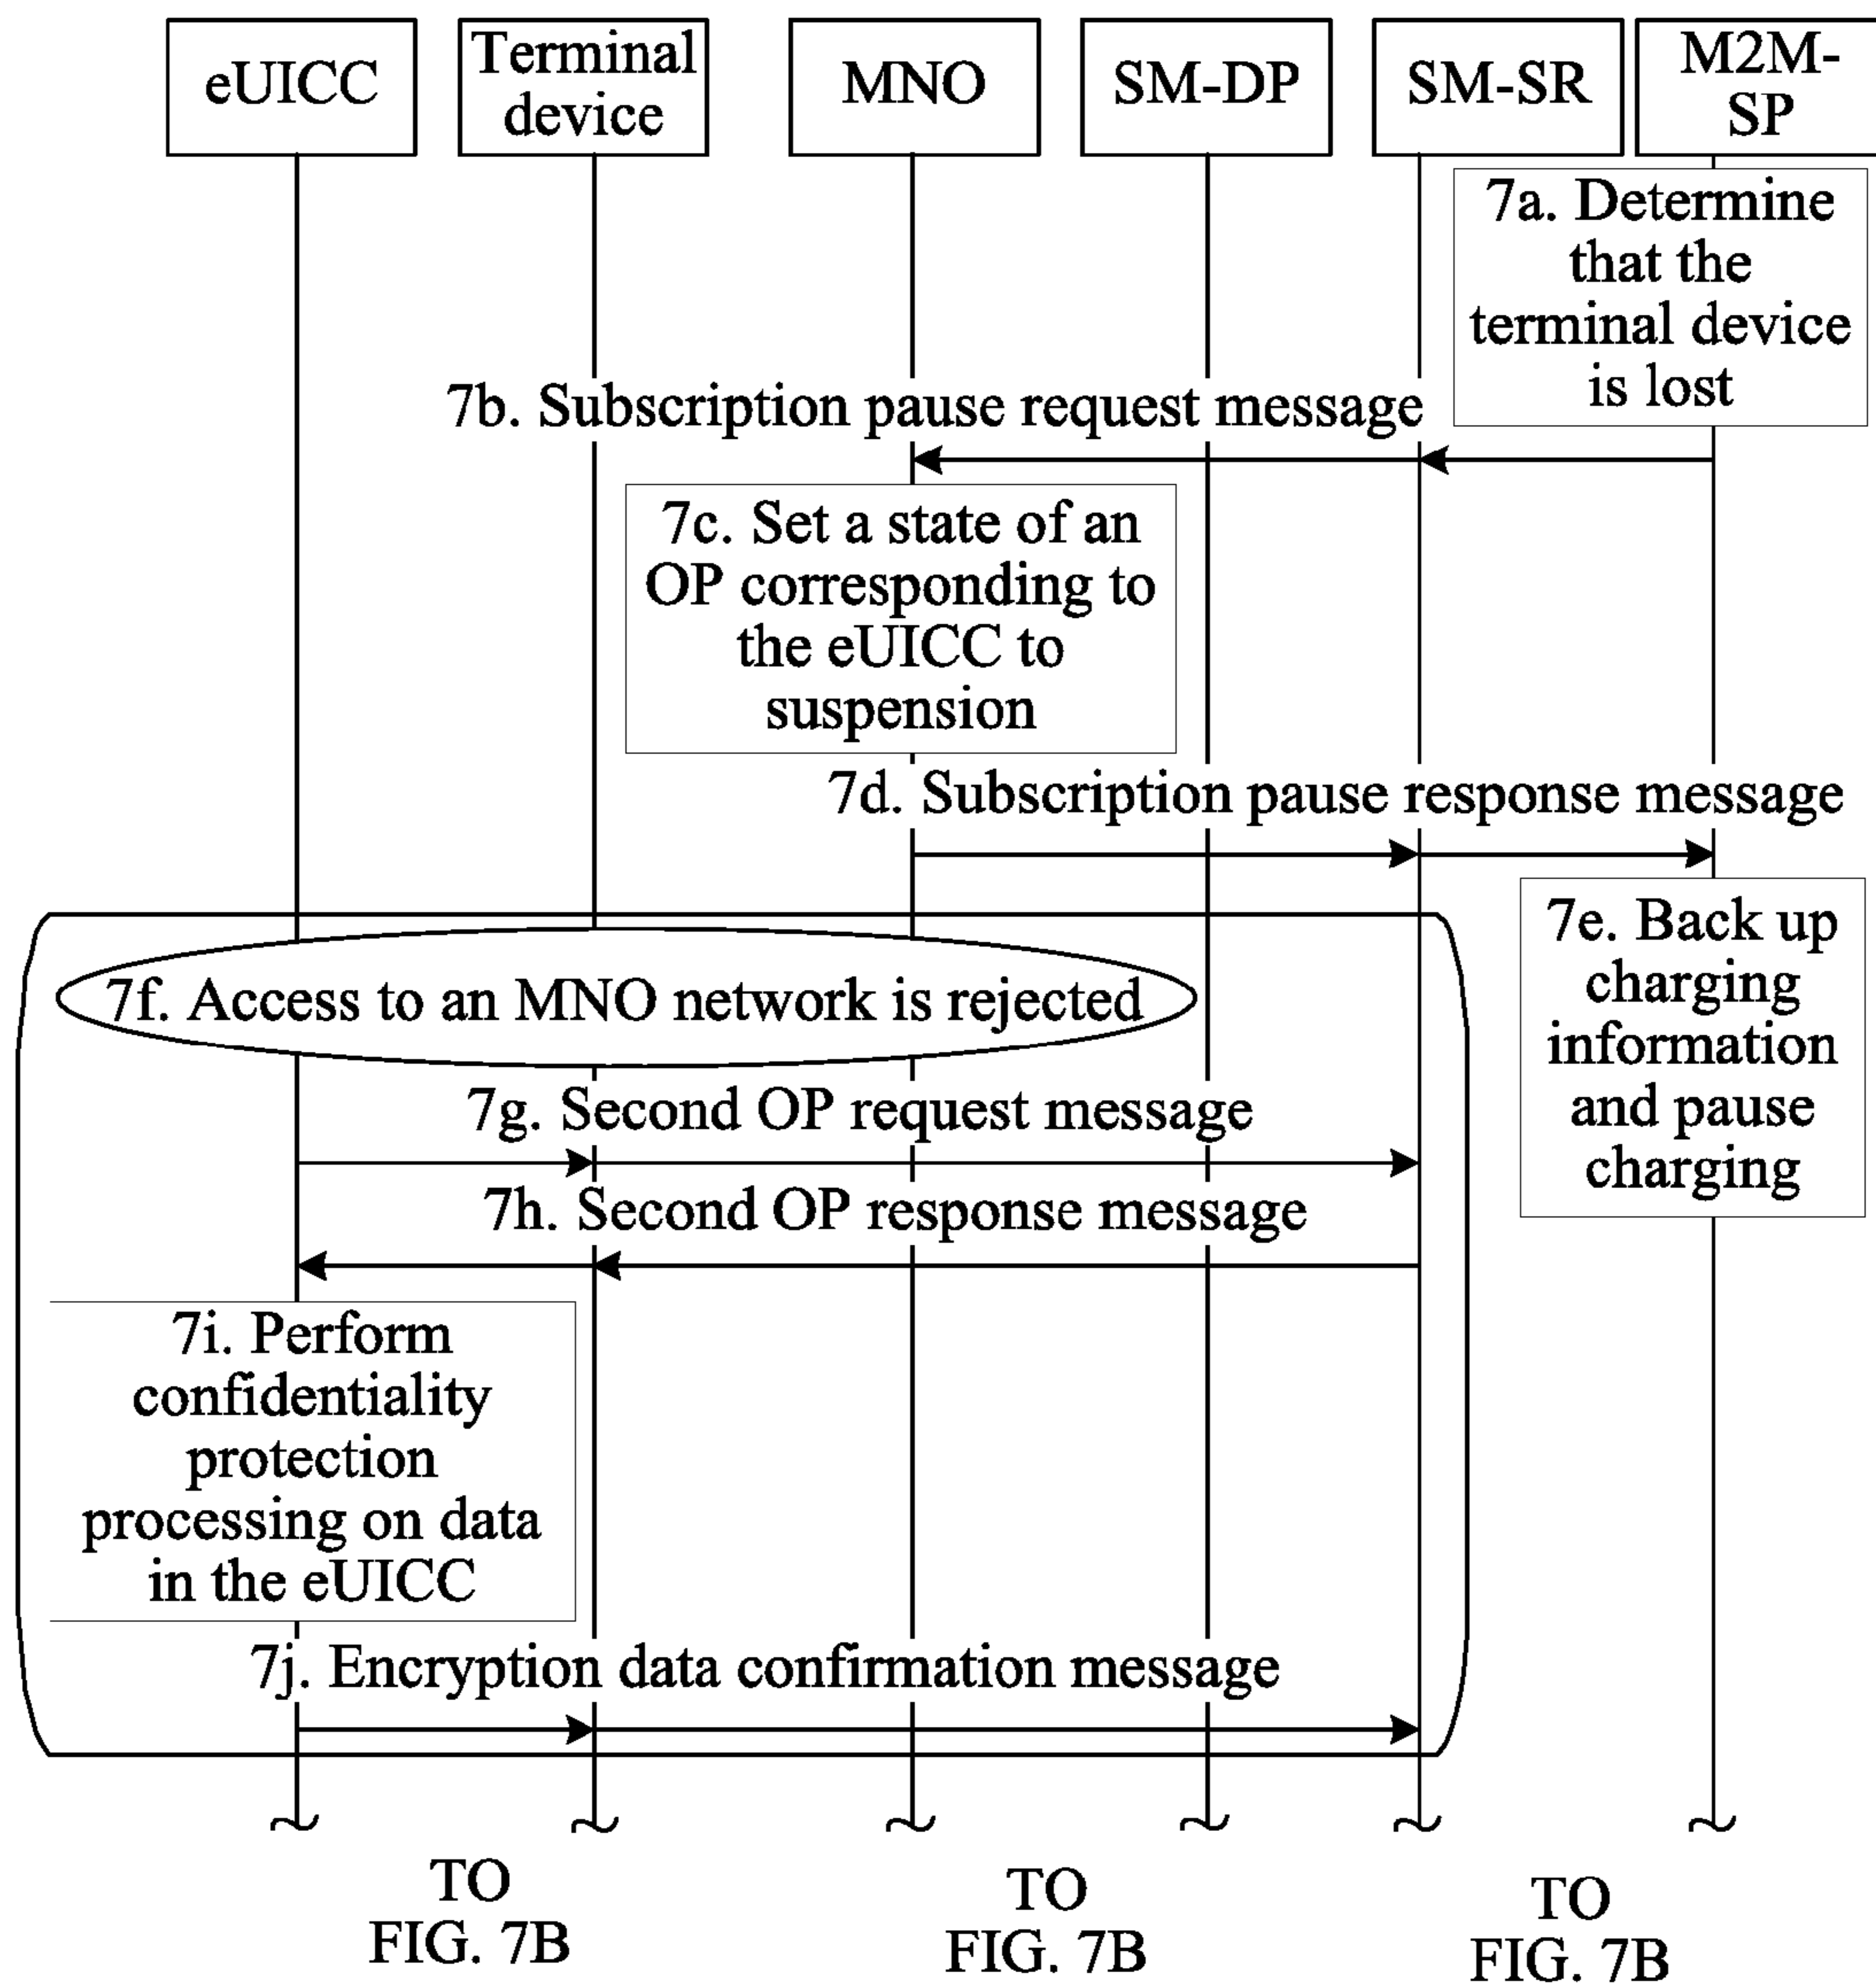 eUICC
Terminal
device
MNO
SM-DP
SM-SR
M2M-
SP
7a. Determine
that the
terminal device
is lost
7b. Subscription pause request message
7c. Set a state of an
OP corresponding to
the eUICC to
suspension
7d. Subscription pause response message
7e. Back up
charging
information
and pause
charging
7f. Access to an MNO network is rejected
7g. Second OP request message
7h. Second OP response message
7i. Perform
confidentiality
protection
processing on data
in the eUICC
7j. Encryption data confirmation message
TO
FIG. 7B
TO
FIG. 7B
TO
FIG. 7B